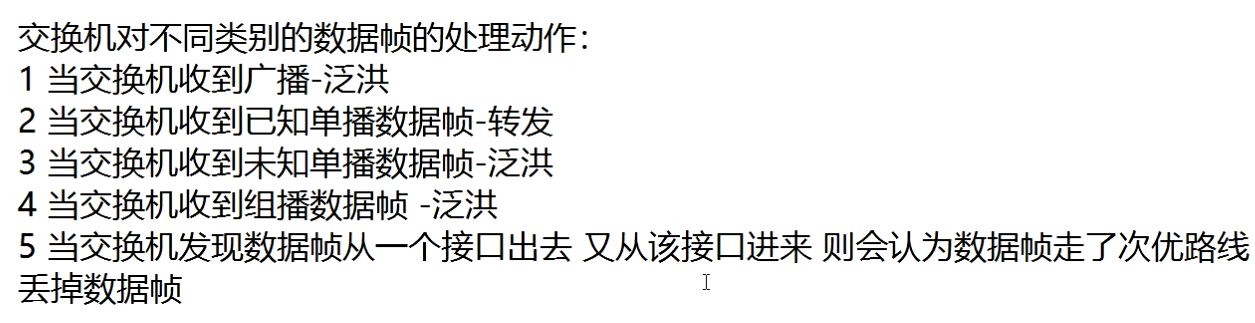 交换机对不同类别的数据帧的处理动作：
1 当交换机收到广播-泛洪
2 当交换机收到已知单播数据帧-转发
3 当交换机收到未知单播数据帧-泛洪
4 当交换机收到组播数据帧 -泛洪
5 当交换机发现数据帧从一个接口出去 又从该接口进来 则会认为数据帧走了次优路线
丢掉数据帧